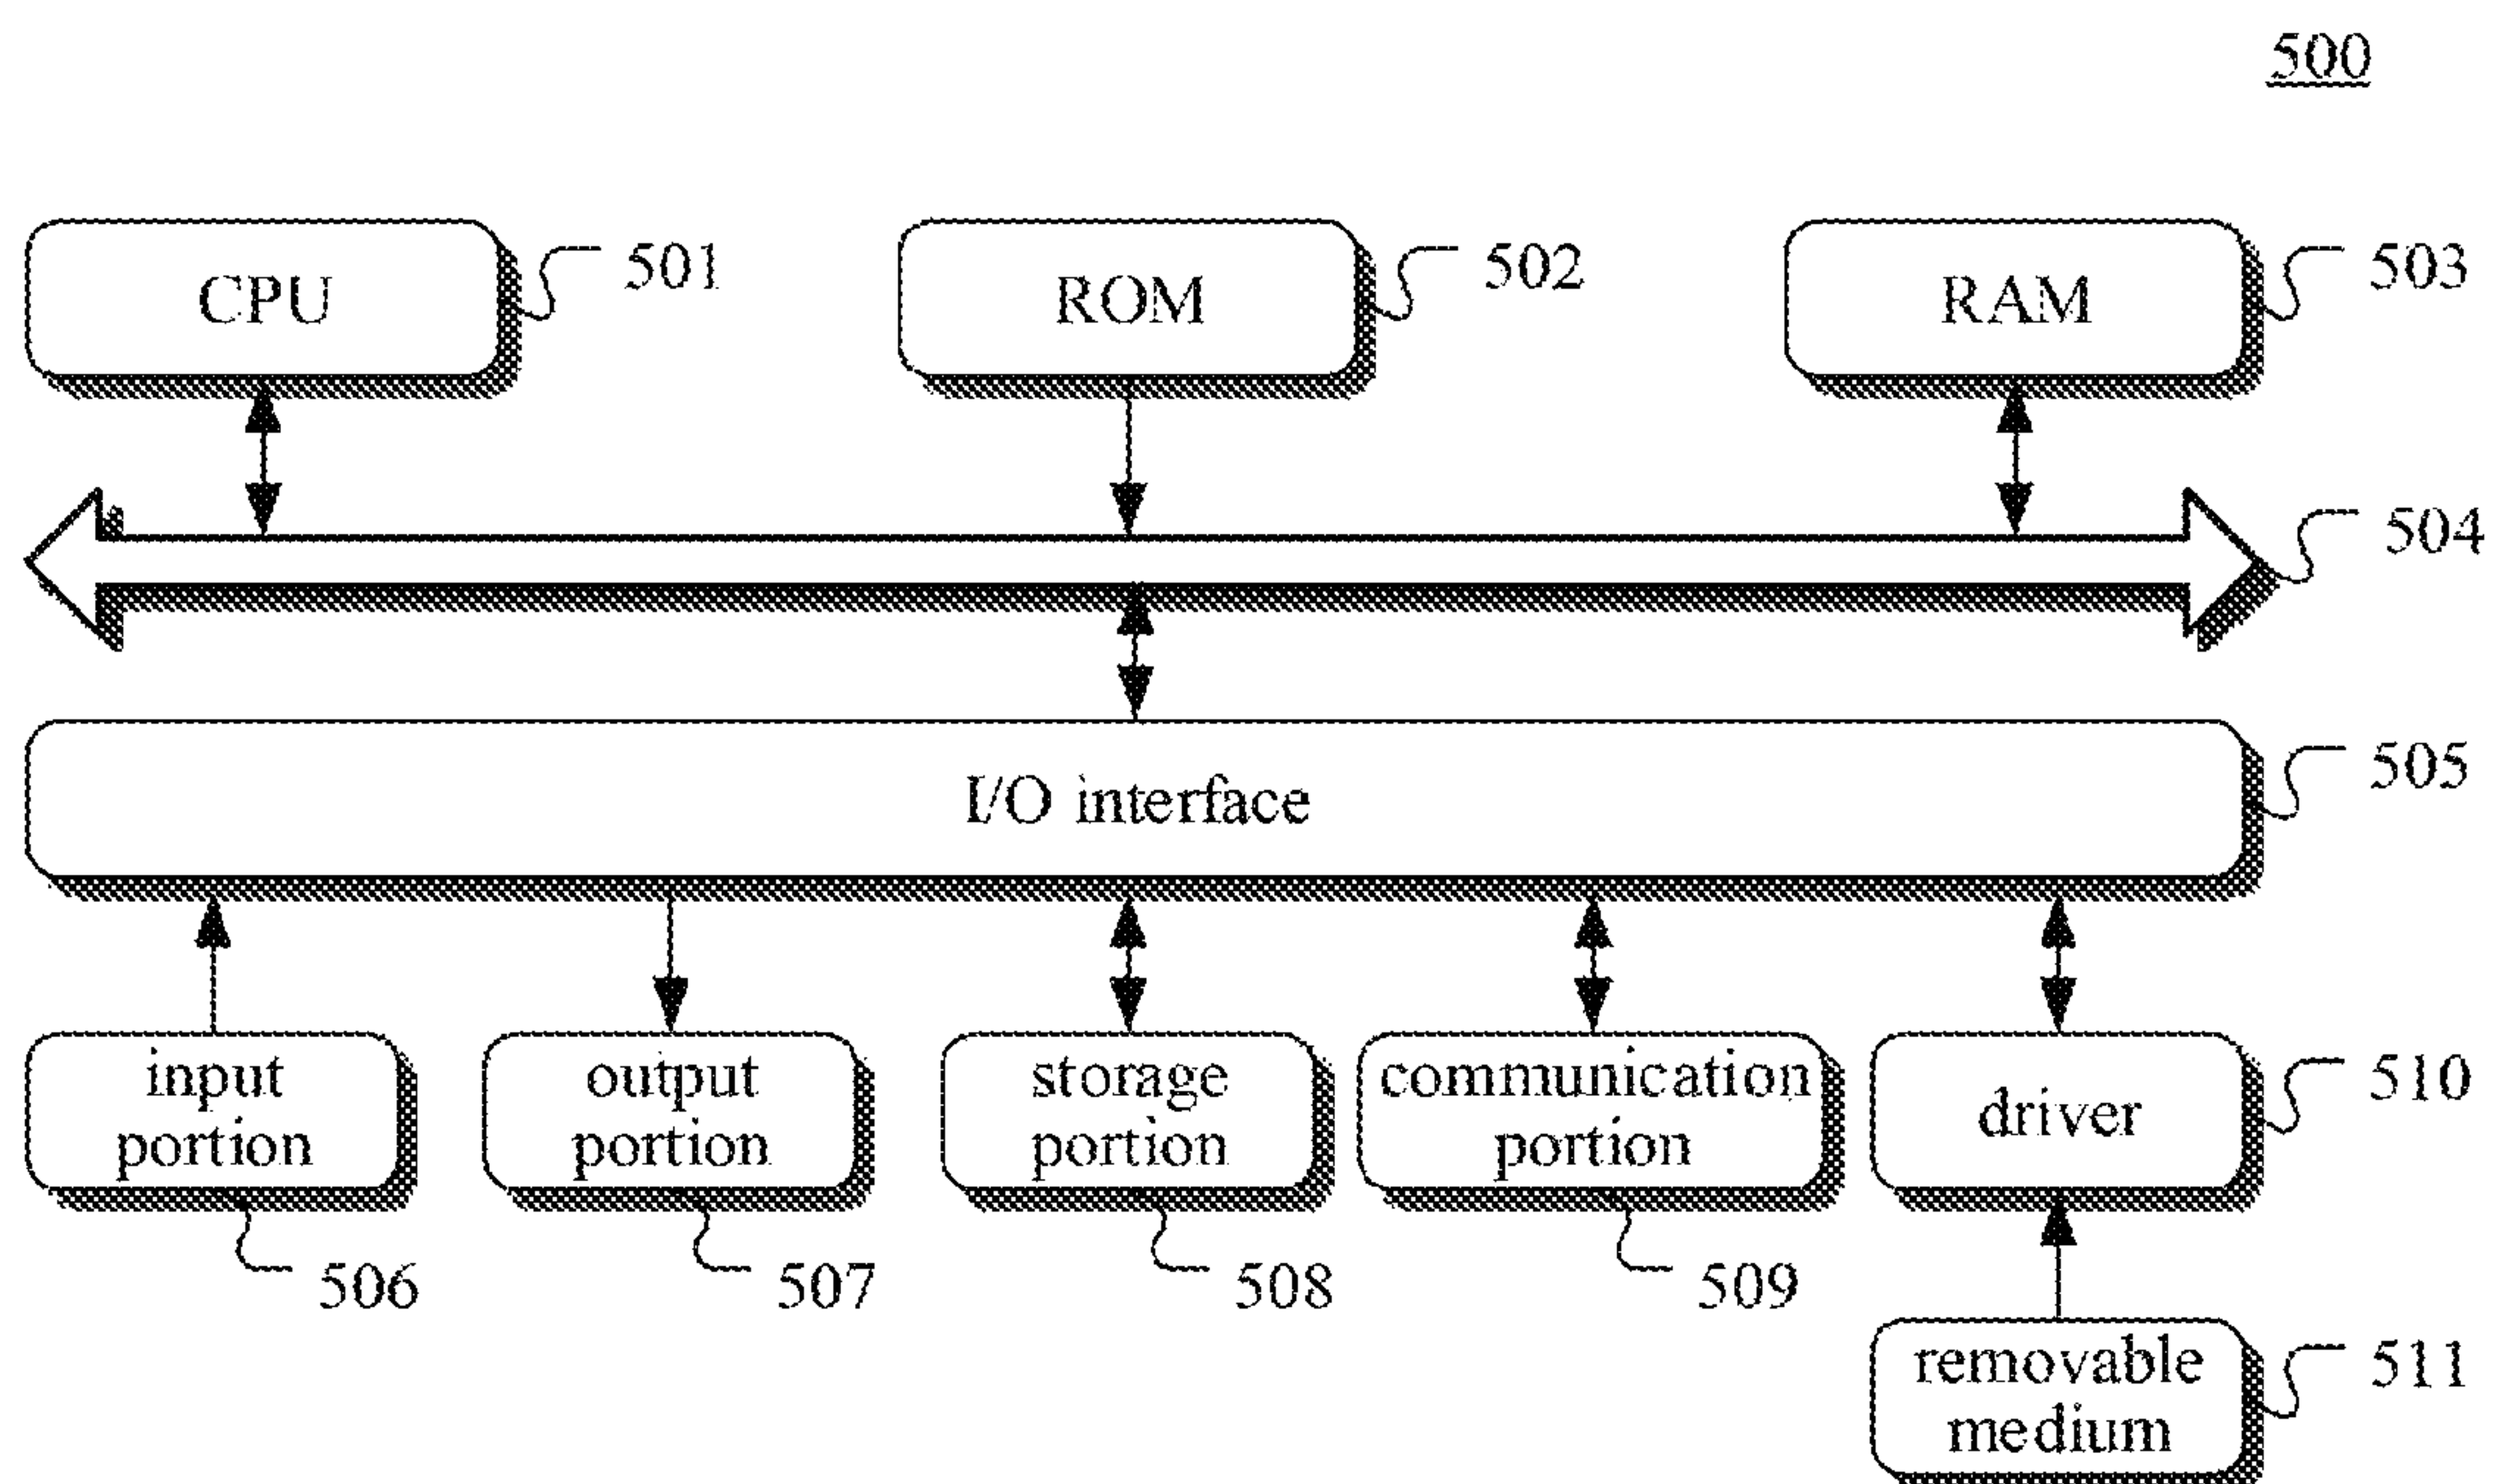 500
CPU
501
ROM
502
RAM
503
504
I/O interface
505
input
portion
506
output
portion
507
storage
portion
508
communication
portion
509
driver
510
removable
medium
511